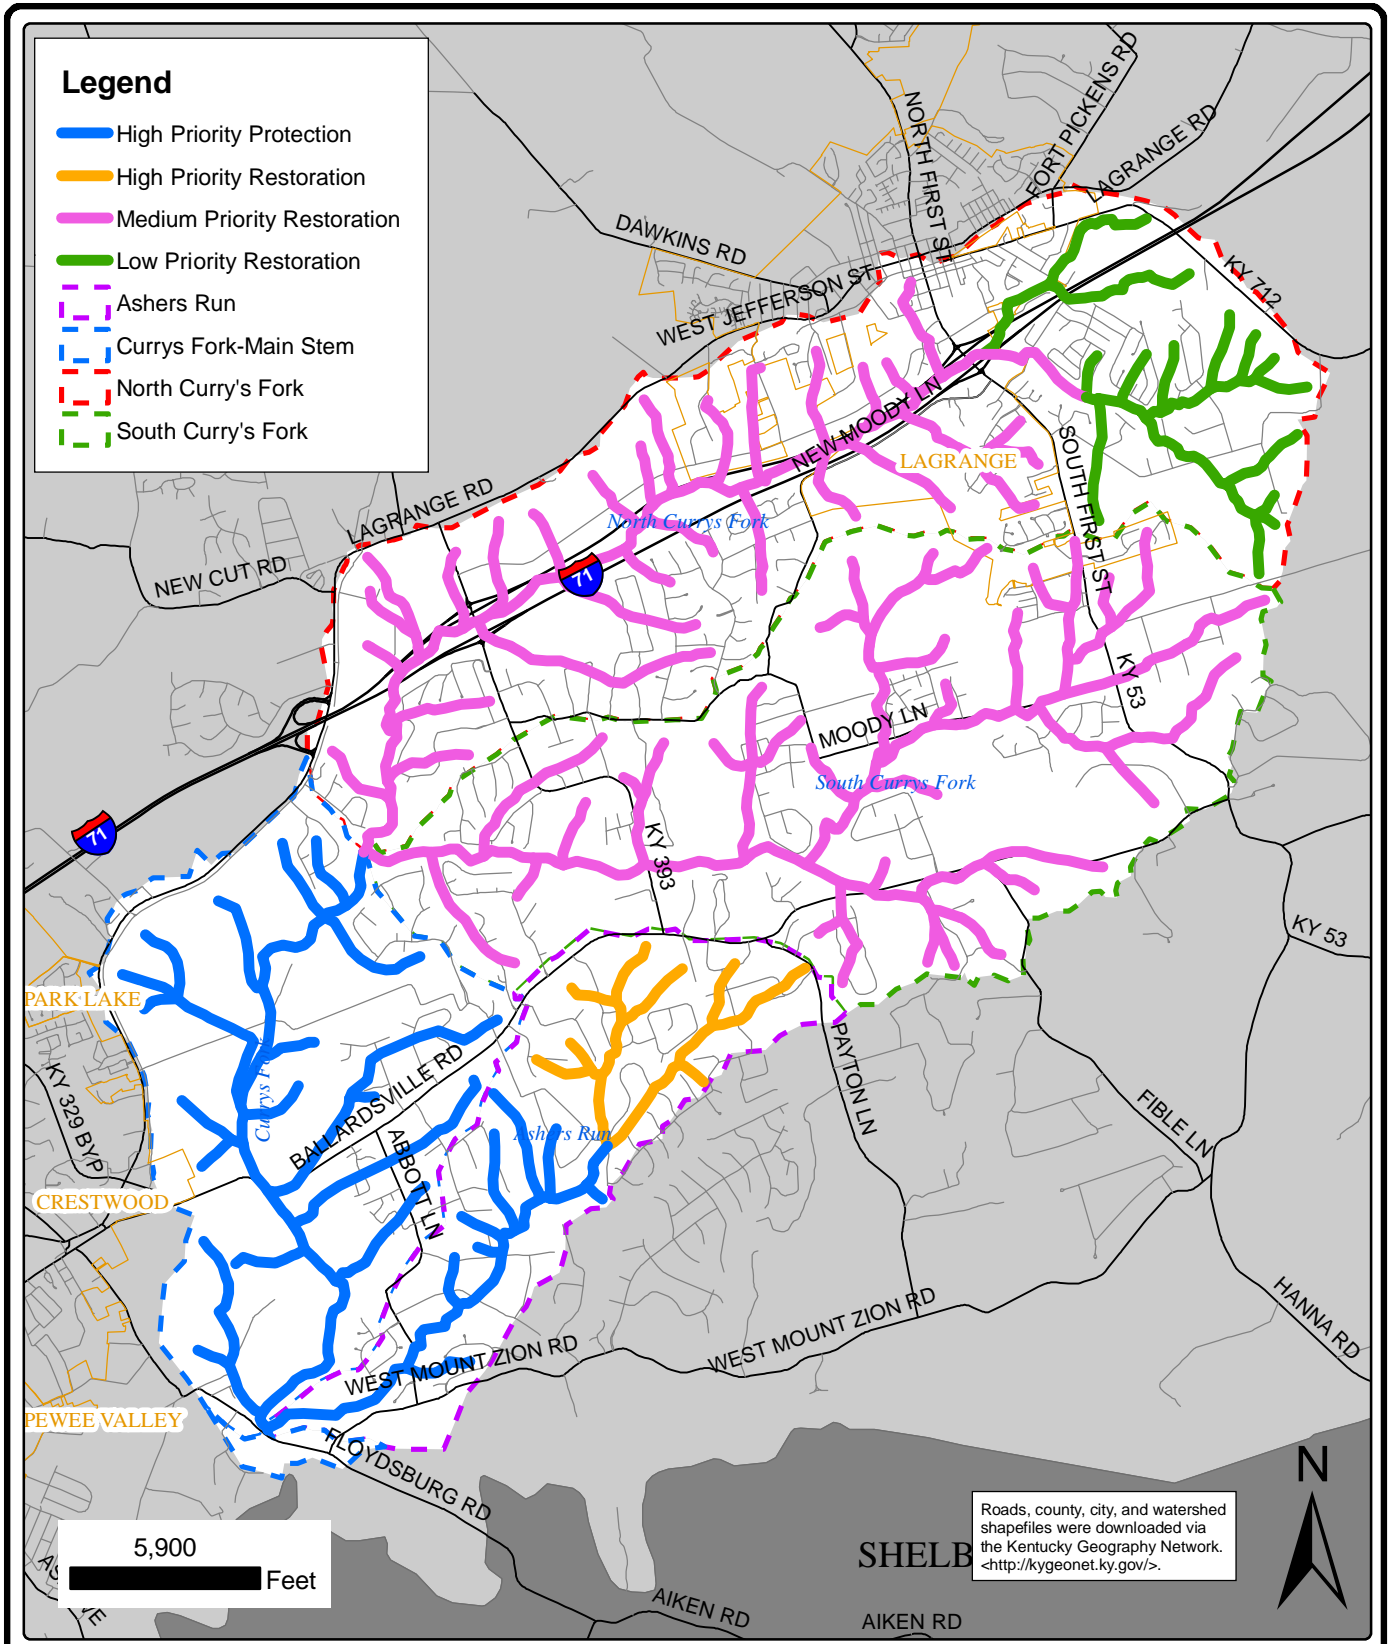 Legend
High Priority Protection
High Priority Restoration
Medium Priority Restoration
Low Priority Restoration
Ashers Run
Currys Fork-Main Stem
North Curry's Fork
South Curry's Fork
NORTH FIRST ST
FORT PICKENS RD
LAGRANGE RD
DAWKINS RD
WEST JEFFERSON ST
KY 712
NEW MOODY LN
LAGRANGE
SOUTH FIRST ST
LAGRANGE RD
North Currys Fork
NEW CUT RD
71
KY 53
MOODY LN
South Currys Fork
71
KY 393
KY 53
PARK LAKE
Currys Fork
KY 329 BYP
BALLARDSVILLE RD
PAYTON LN
Ashers Run
ABBOTT LN
FIBLE LN
CRESTWOOD
HANNA RD
WEST MOUNT ZION RD
WEST MOUNT ZION RD
PEWEE VALLEY
FLOYDSBURG RD
N
Roads, county, city, and watershed
shapefiles were downloaded via
the Kentucky Geography Network.
<http://kygeonet.ky.gov/>.
SHELB
5,900
Feet
AIKEN RD
AIKEN RD